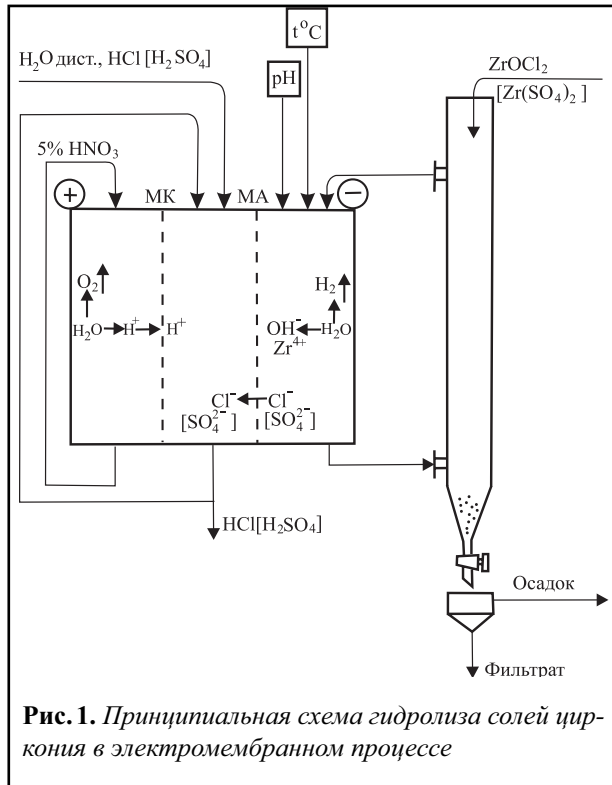 t°C
H₂O дист., HCl [H₂SO₄]
pH
ZrOCl₂
[Zr(SO₄)₂ ]
5% HNO₃
+ МК МА −
O₂ H₂
H₂O H⁺ H⁺ OH⁻ H₂O
Zr⁴⁺
Cl⁻ Cl⁻
[SO₄²⁻] [SO₄²⁻]
HCl[H₂SO₄]
Осадок
Фильтрат
Рис. 1. Принципиальная схема гидролиза солей цир-
кония в электромембранном процессе